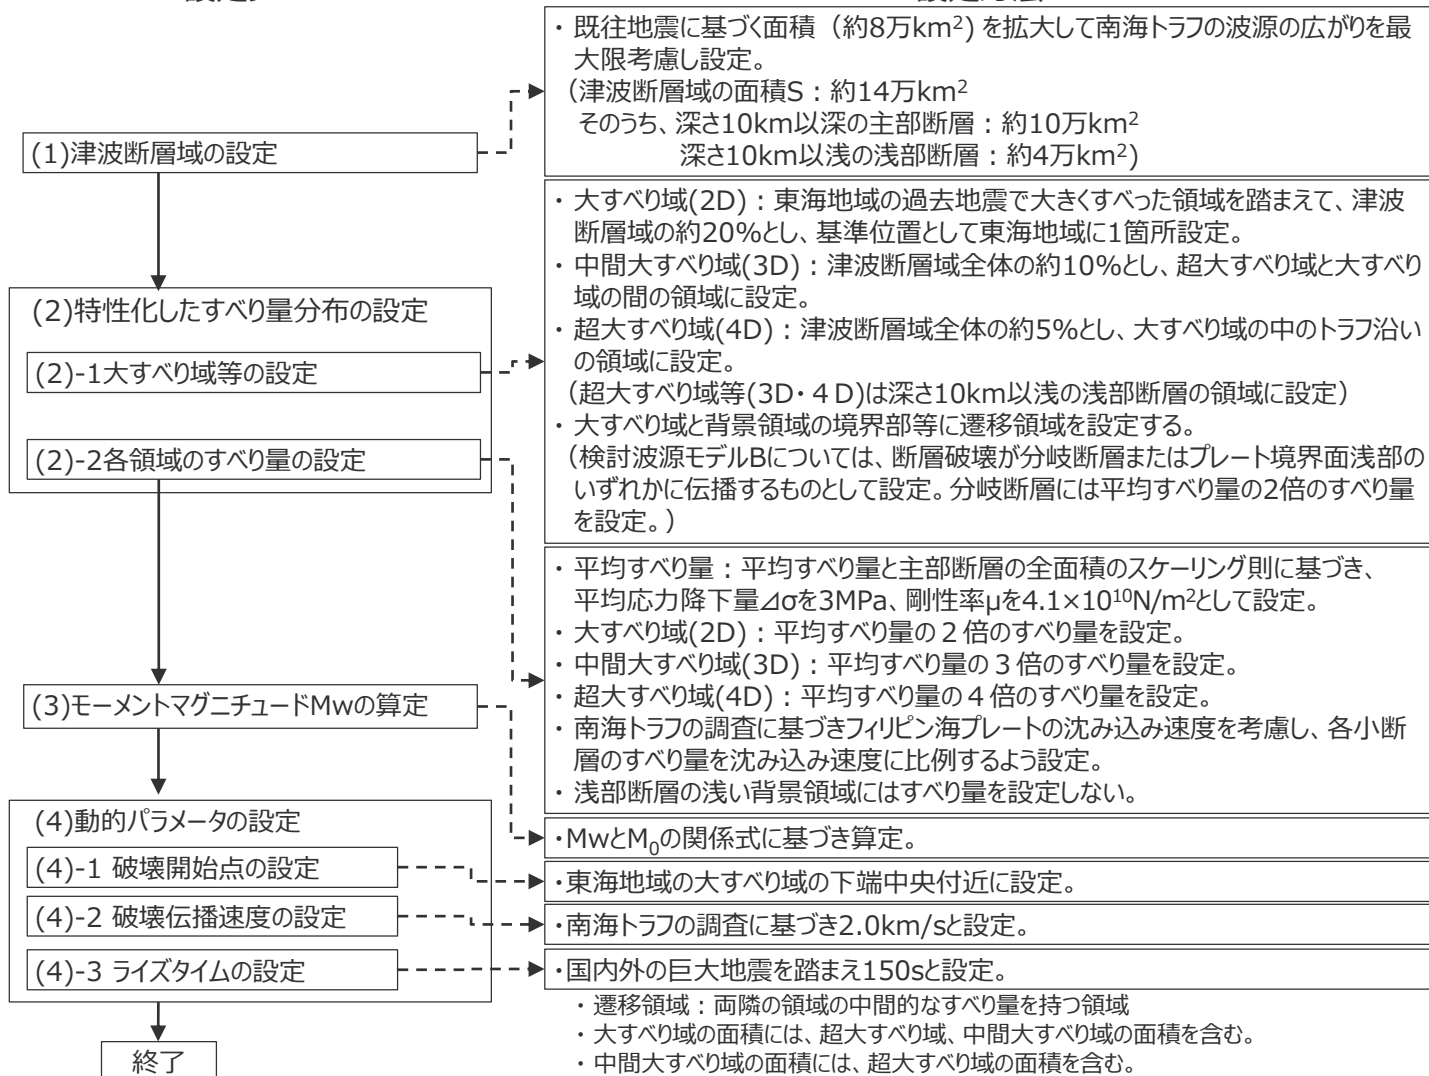 ・既往地震に基づく面積（約8万km²）を拡大して南海トラフの波源の広がりを最
大限考慮し設定。
（津波断層域の面積S：約14万km²
そのうち、深さ10km以深の主部断層：約10万km²
深さ10km以浅の浅部断層：約4万km²)
(1)津波断層域の設定
・大すべり域(2D)：東海地域の過去地震で大きくすべった領域を踏まえて、津波
断層域の約20%とし、基準位置として東海地域に1箇所設定。
・中間大すべり域(3D)：津波断層域全体の約10%とし、超大すべり域と大すべり
域の間の領域に設定。
・超大すべり域(4D)：津波断層域全体の約5%とし、大すべり域の中のトラフ沿い
の領域に設定。
（超大すべり域等(3D・４D)は深さ10km以浅の浅部断層の領域に設定）
・大すべり域と背景領域の境界部等に遷移領域を設定する。
（検討波源モデルBについては、断層破壊が分岐断層またはプレート境界面浅部の
いずれかに伝播するものとして設定。分岐断層には平均すべり量の2倍のすべり量
を設定。）
(2)特性化したすべり量分布の設定
(2)-1大すべり域等の設定
(2)-2各領域のすべり量の設定
・平均すべり量：平均すべり量と主部断層の全面積のスケーリング則に基づき、
平均応力降下量⊿σを3MPa、剛性率μを4.1×10¹⁰N/m²として設定。
・大すべり域(2D)：平均すべり量の２倍のすべり量を設定。
・中間大すべり域(3D)：平均すべり量の３倍のすべり量を設定。
・超大すべり域(4D)：平均すべり量の４倍のすべり量を設定。
・南海トラフの調査に基づきフィリピン海プレートの沈み込み速度を考慮し、各小断
層のすべり量を沈み込み速度に比例するよう設定。
・浅部断層の浅い背景領域にはすべり量を設定しない。
(3)モーメントマグニチュードMwの算定
・MwとM₀の関係式に基づき算定。
(4)動的パラメータの設定
(4)-1 破壊開始点の設定
・東海地域の大すべり域の下端中央付近に設定。
(4)-2 破壊伝播速度の設定
・南海トラフの調査に基づき2.0km/sと設定。
(4)-3 ライズタイムの設定
・国内外の巨大地震を踏まえ150sと設定。
・遷移領域：両隣の領域の中間的なすべり量を持つ領域
・大すべり域の面積には、超大すべり域、中間大すべり域の面積を含む。
・中間大すべり域の面積には、超大すべり域の面積を含む。
終了